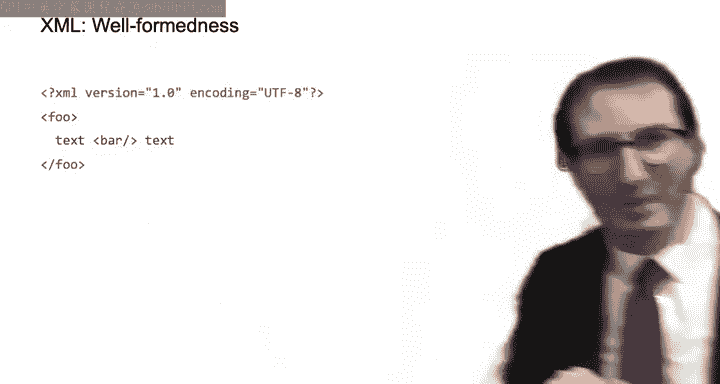 XML: Well-formedness
<?xml version="1.0" encoding="UTF-8"?>
<foo>
text <bar/> text
</foo>